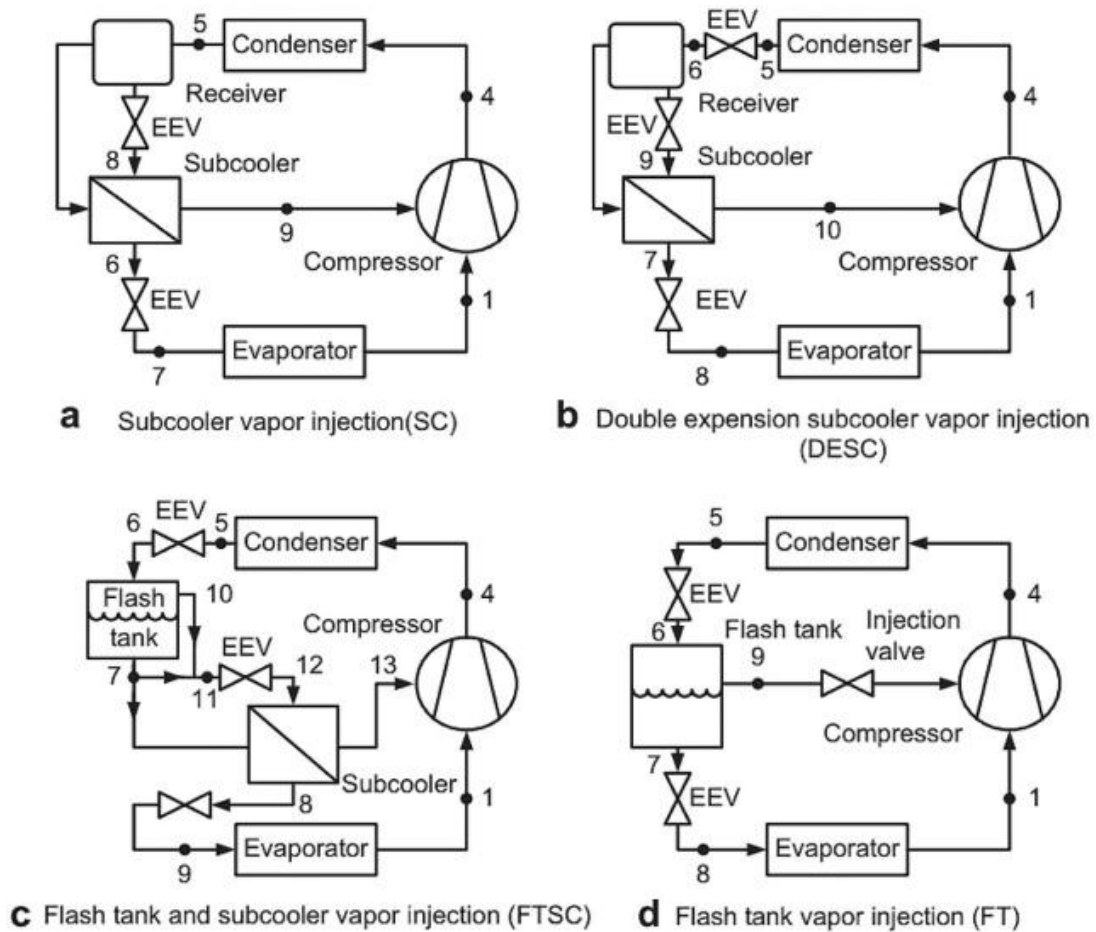 5
Condenser
Receiver
4
EEV
8
Subcooler
9
Compressor
6
EEV
1
Evaporator
7
a Subcooler vapor injection(SC)
EEV
6
5
Condenser
Receiver
4
EEV
9
Subcooler
10
Compressor
7
EEV
1
Evaporator
8
b Double expension subcooler vapor injection
(DESC)
6
EEV
5
Condenser
Flash
tank
10
4
Compressor
EEV
7
11
12
13
Subcooler
8
1
Evaporator
9
c Flash tank and subcooler vapor injection (FTSC)
5
Condenser
EEV
4
6
Flash tank
Injection
valve
9
Compressor
7
EEV
1
Evaporator
8
d Flash tank vapor injection (FT)